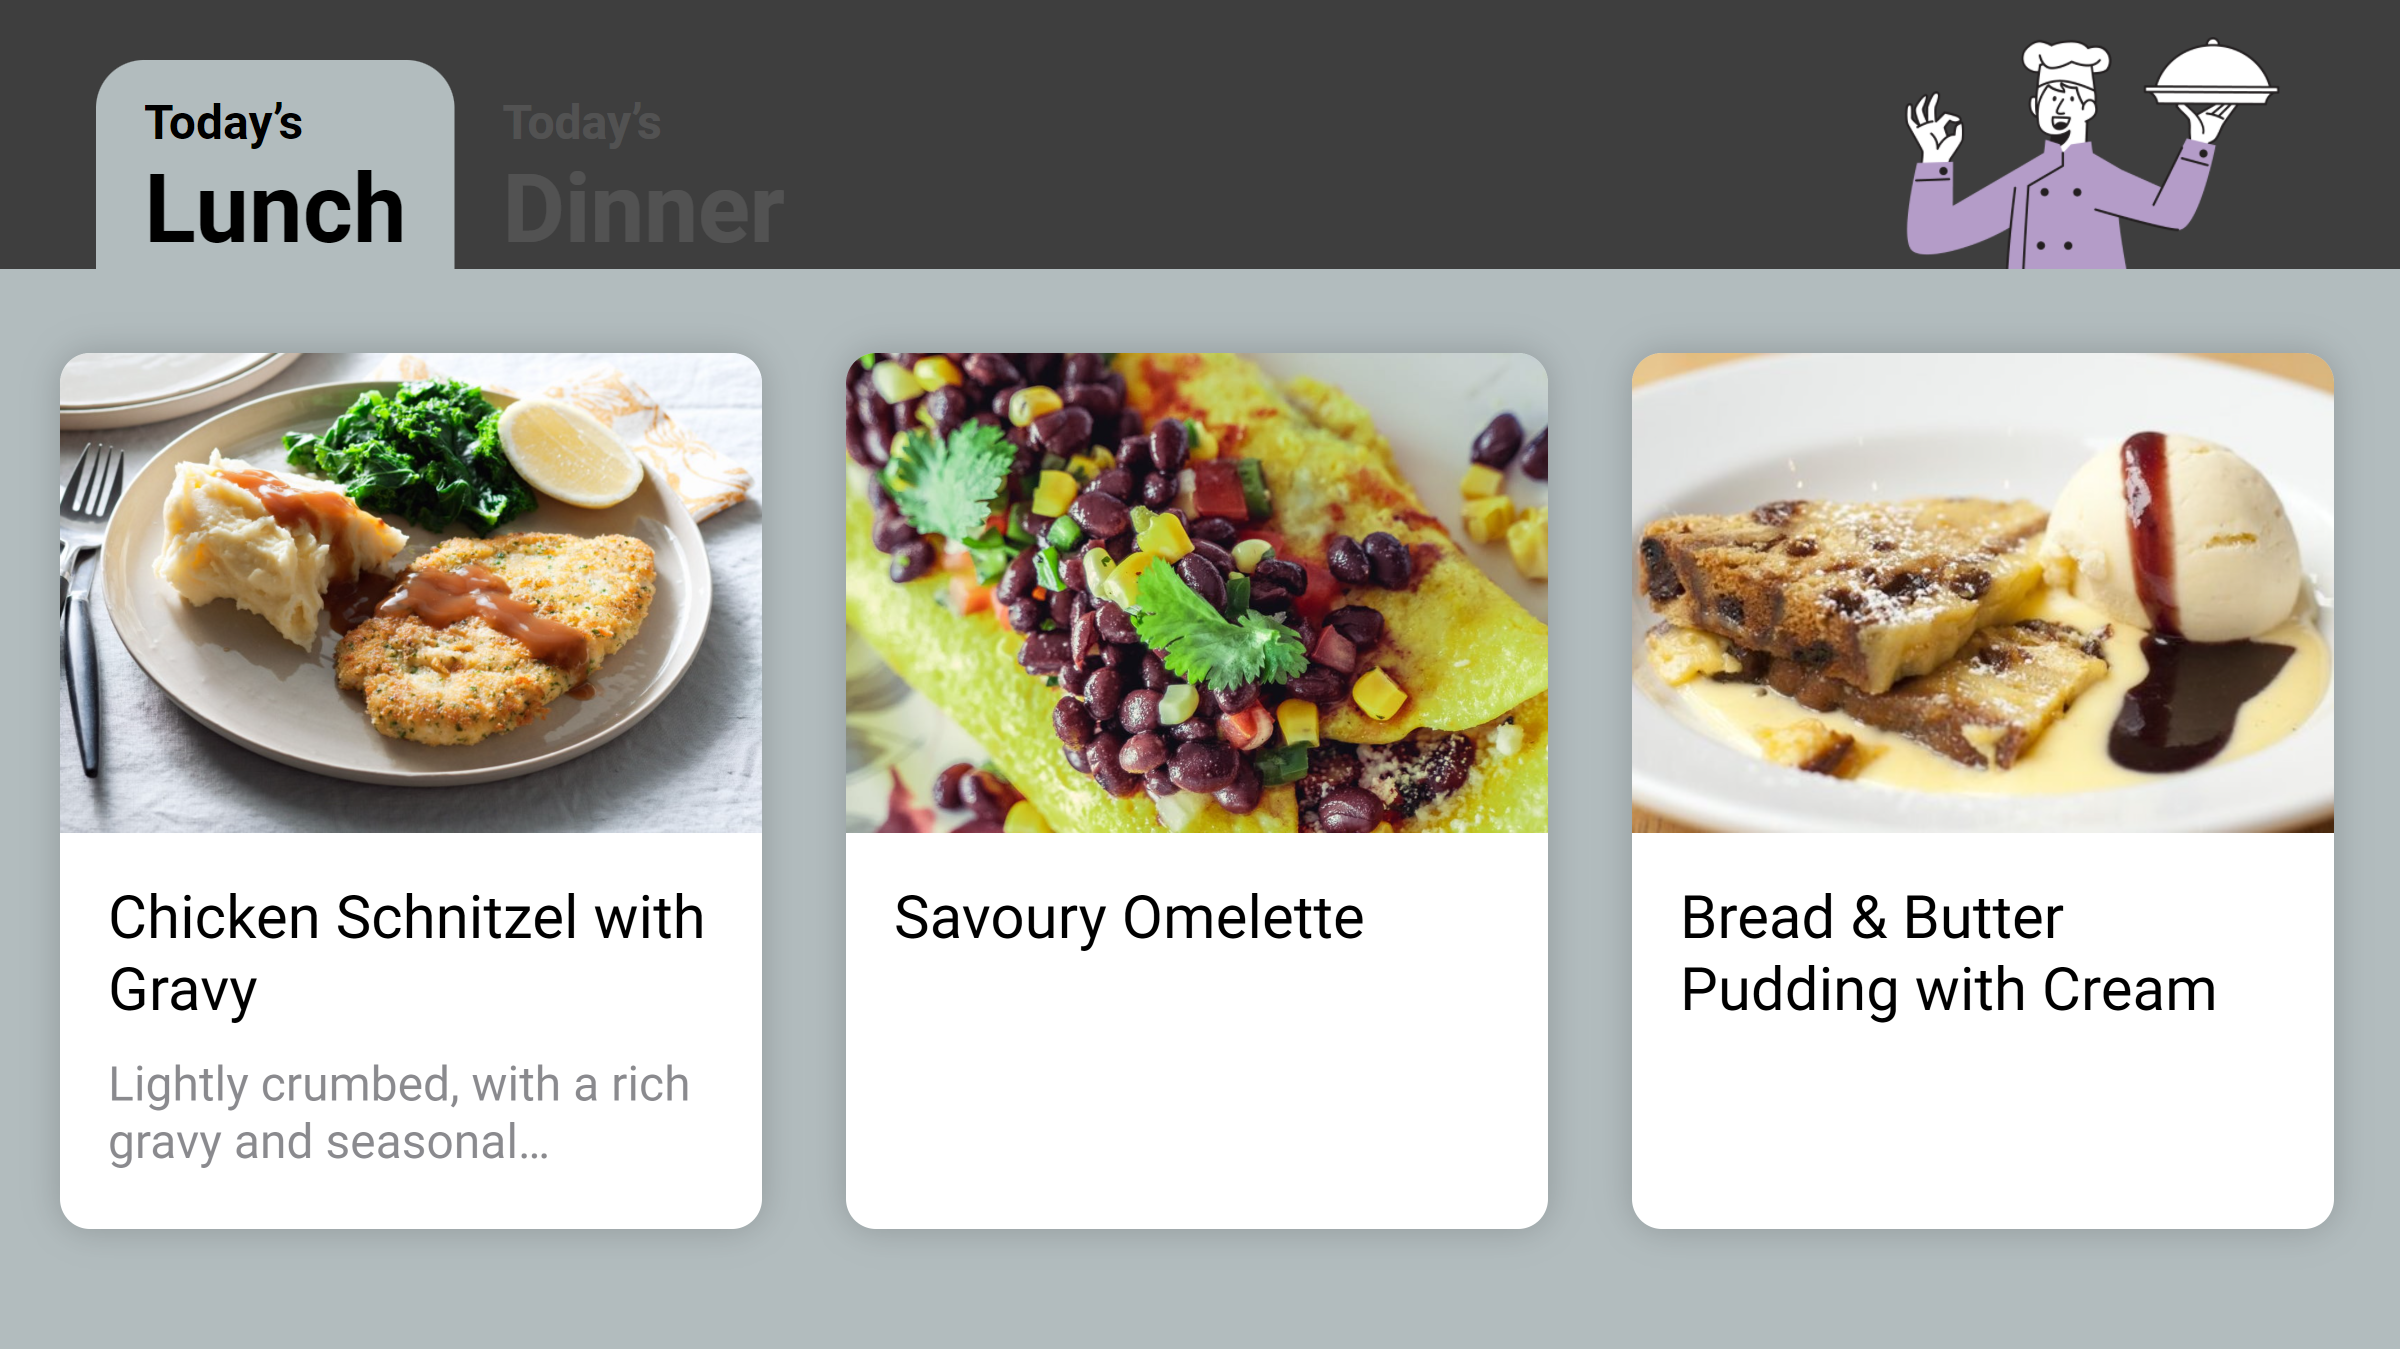 Today’s
Lunch
Today’s
Dinner
Chicken Schnitzel with
Gravy
Lightly crumbed, with a rich
gravy and seasonal…
Savoury Omelette
Bread & Butter
Pudding with Cream